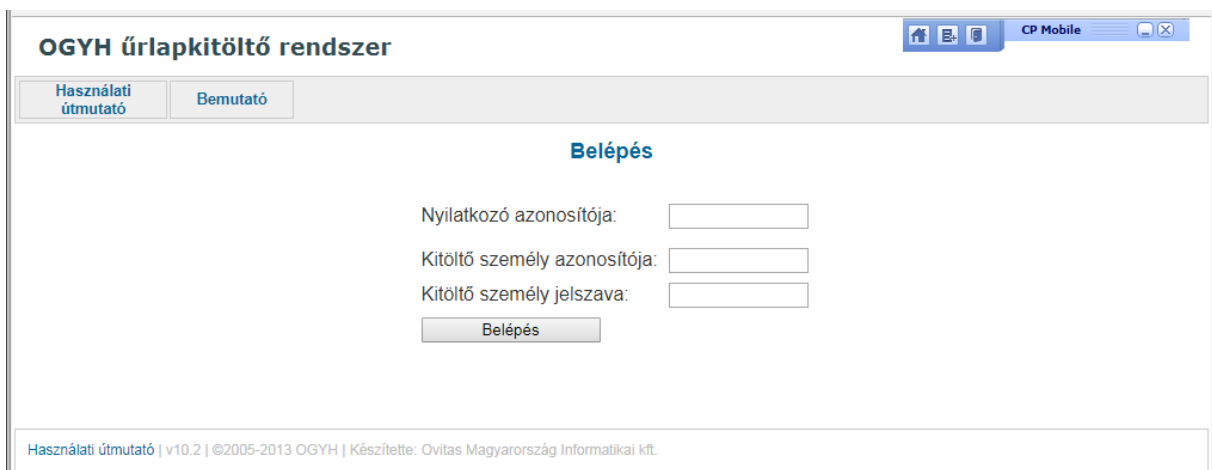 OGYH űrlapkitöltő rendszer
CP Mobile
Használati
útmutató
Bemutató
Belépés
Nyilatkozó azonosítója:
Kitöltő személy azonosítója:
Kitöltő személy jelszava:
Belépés
Használati útmutató | v10.2 | ©2005-2013 OGYH | Készítette: Ovitas Magyarország Informatikai kft.